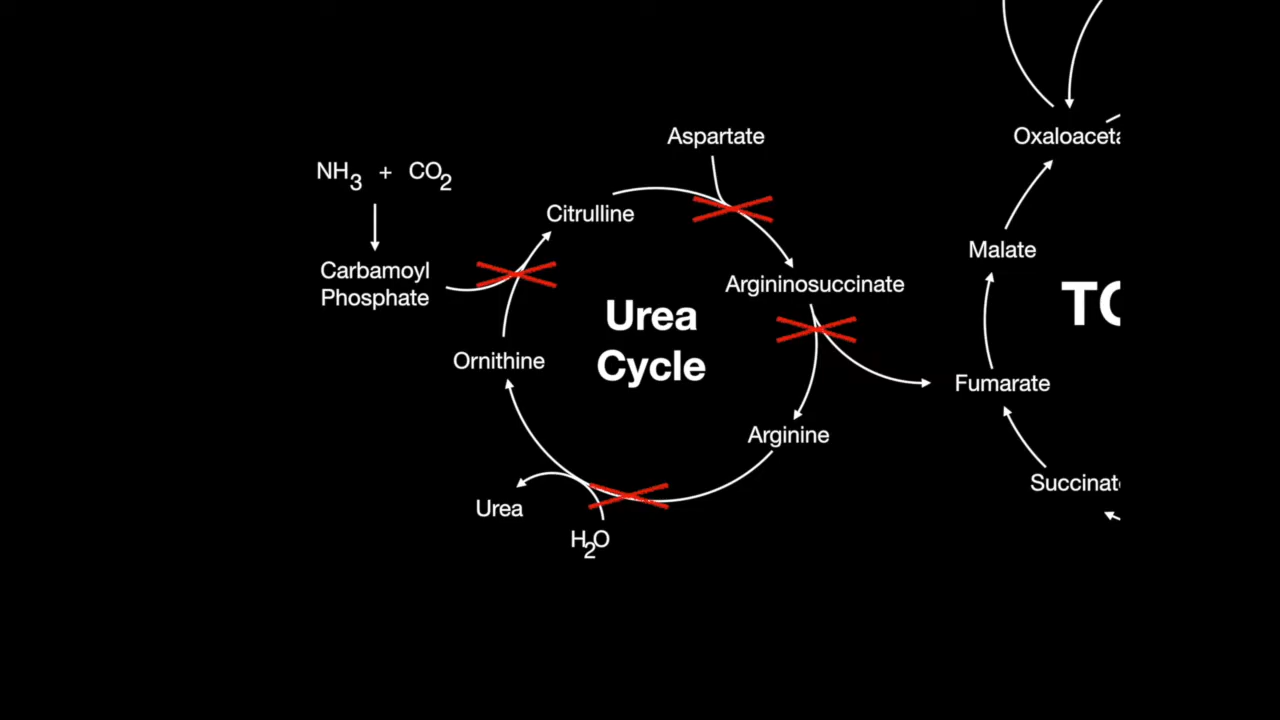 Aspartate
Oxaloaceta
NH3 + CO2
Citrulline
Malate
Carbamoyl
Phosphate
Argininosuccinate
Urea
Cycle
TC
Ornithine
Fumarate
Arginine
Succinat
Urea
H2O